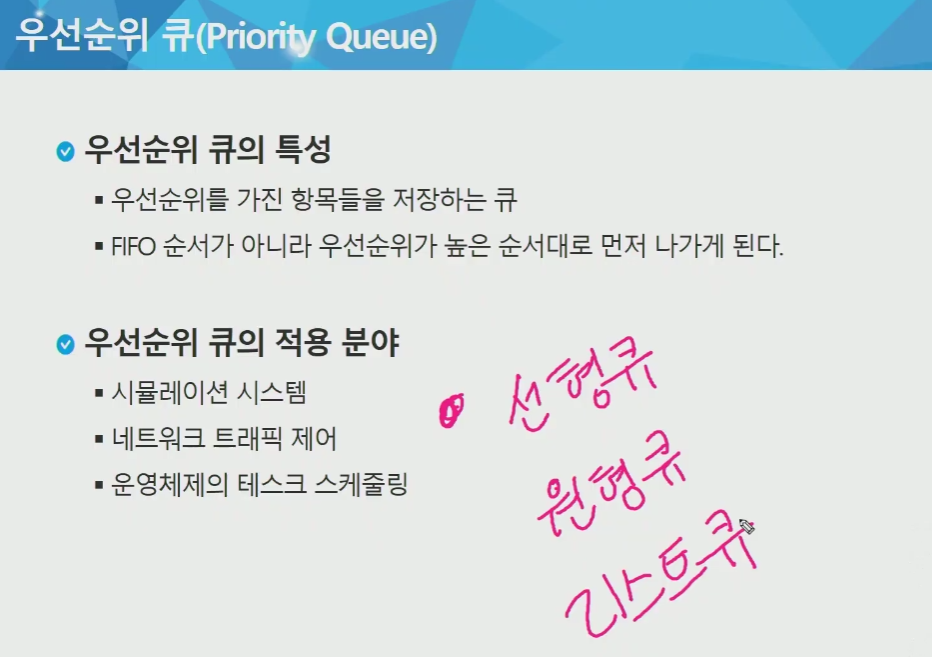 우선순위 큐(Priority Queue)
우선순위 큐의 특성
우선순위를 가진 항목들을 저장하는 큐
FIFO 순서가 아니라 우선순위가 높은 순서대로 먼저 나가게 된다.
우선순위 큐의 적용 분야
시뮬레이션 시스템
네트워크 트래픽 제어
운영체제의 테스크 스케줄링
선형큐
원형큐
리스트큐